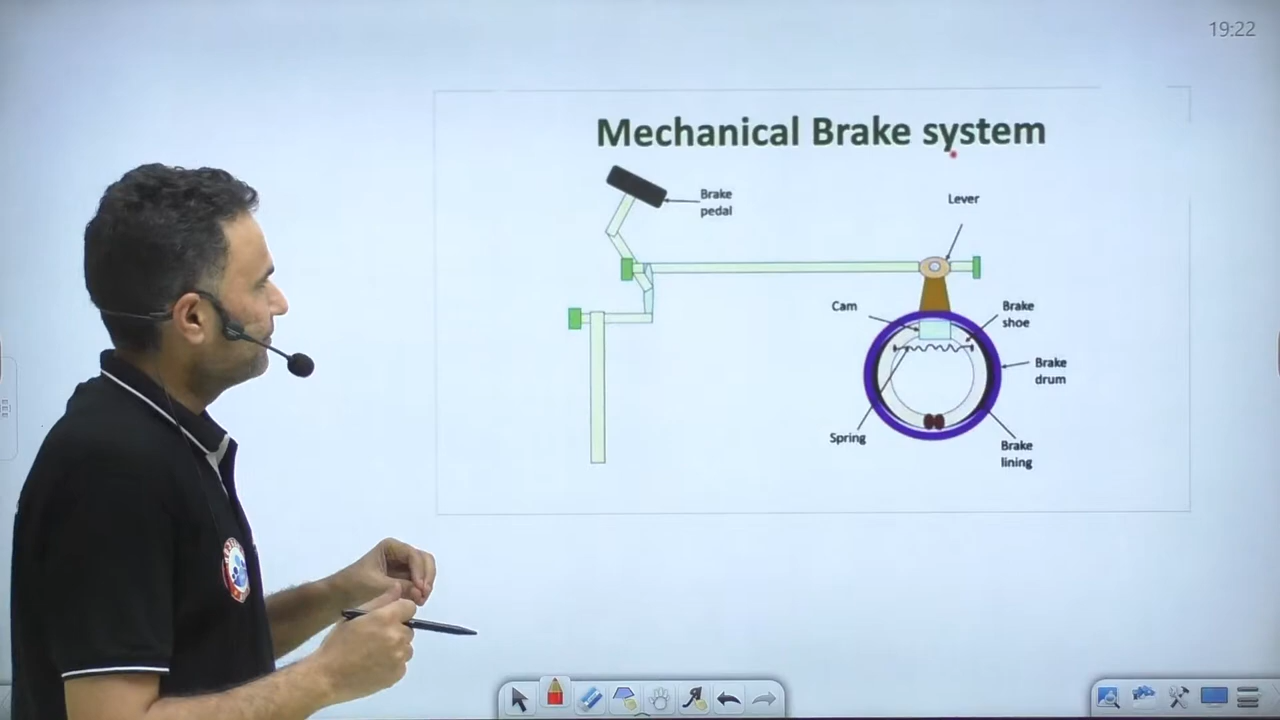 19:22
Mechanical Brake system
Brake
pedal
Lever
Cam
Brake
shoe
Brake
drum
Spring
Brake
lining